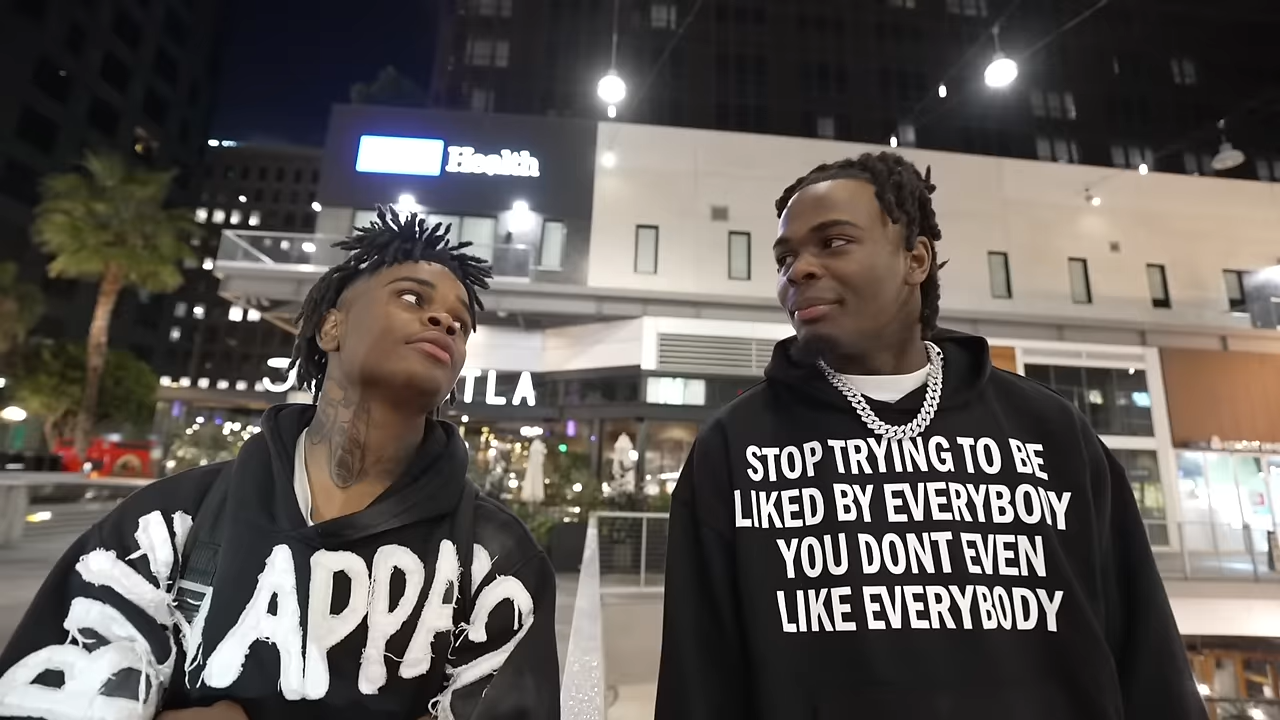 Health
TLA
STOP TRYING TO BE
LIKED BY EVERYBODY
YOU DONT EVEN
LIKE EVERYBODY